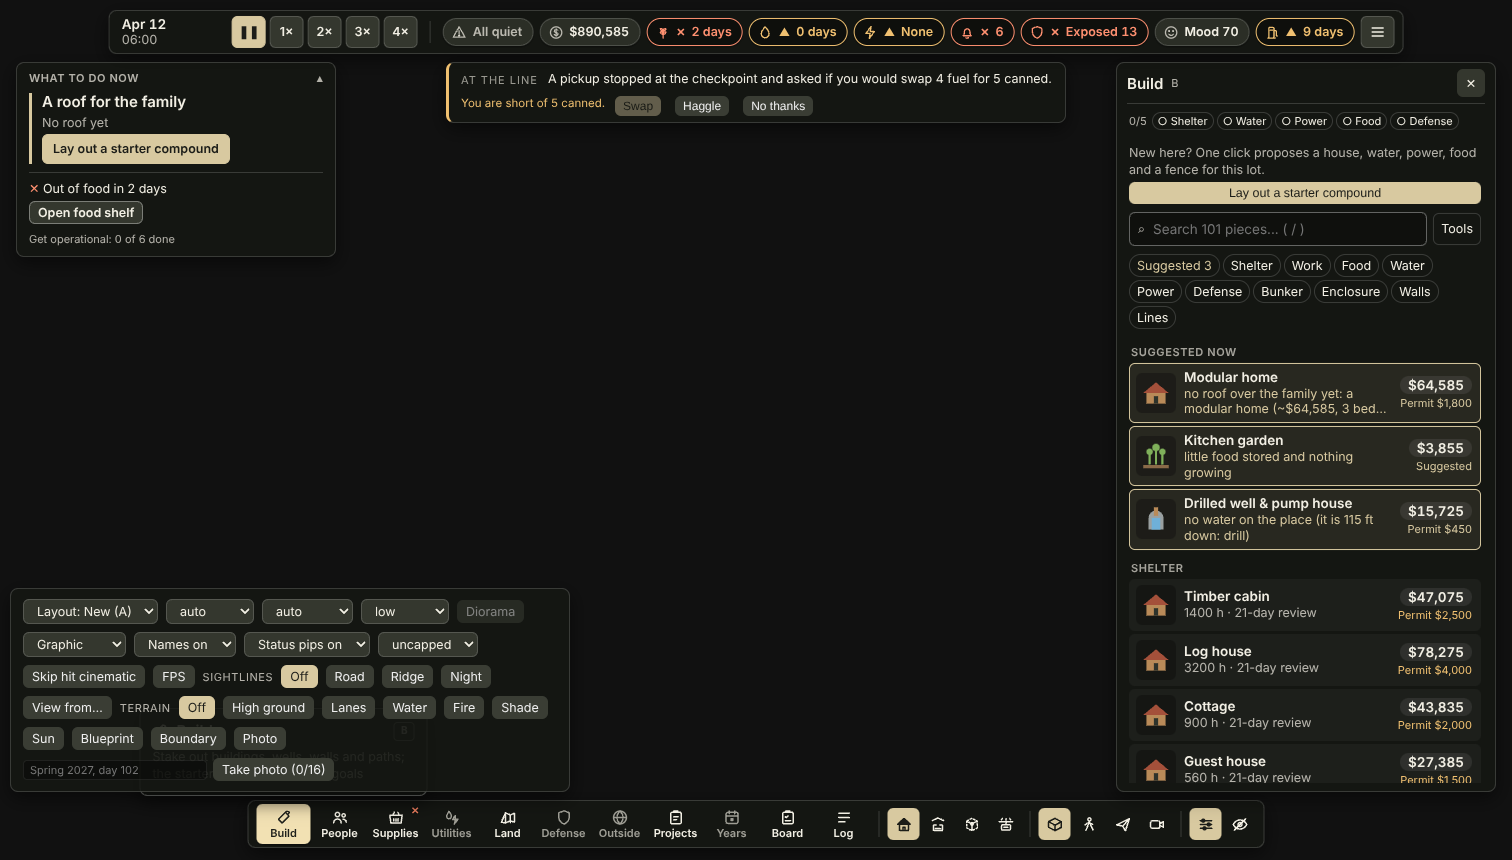 Apr 12
06:00
1× 2× 3× 4×
All quiet
$890,585
× 2 days
▲ 0 days
▲ None
× 6
× Exposed 13
Mood 70
▲ 9 days
WHAT TO DO NOW ▲
A roof for the family
No roof yet
Lay out a starter compound
× Out of food in 2 days
Open food shelf
Get operational: 0 of 6 done
AT THE LINE A pickup stopped at the checkpoint and asked if you would swap 4 fuel for 5 canned.
You are short of 5 canned. Swap Haggle No thanks
Build B ×
0/5 Shelter Water Power Food Defense
New here? One click proposes a house, water, power, food
and a fence for this lot.
Lay out a starter compound
Search 101 pieces... ( / ) Tools
Suggested 3 Shelter Work Food Water
Power Defense Bunker Enclosure Walls
Lines
SUGGESTED NOW
Modular home $64,585
no roof over the family yet: a
modular home (~$64,585, 3 bed... Permit $1,800
Kitchen garden $3,855
little food stored and nothing
growing Suggested
Drilled well & pump house $15,725
no water on the place (it is 115 ft
down: drill) Permit $450
SHELTER
Timber cabin $47,075
1400 h · 21-day review Permit $2,500
Log house $78,275
3200 h · 21-day review Permit $4,000
Cottage $43,835
900 h · 21-day review Permit $2,000
Guest house $27,385
560 h · 21-day review Permit $1,500
Layout: New (A) auto auto low Diorama
Graphic Names on Status pips on uncapped
Skip hit cinematic FPS SIGHTLINES Off Road Ridge Night
View from... TERRAIN Off High ground Lanes Water Fire Shade
Sun Blueprint Boundary Photo
B
Spring 2027, day 102 Take photo (0/16)
Build People Supplies × Utilities Land Defense Outside Projects Years Board Log